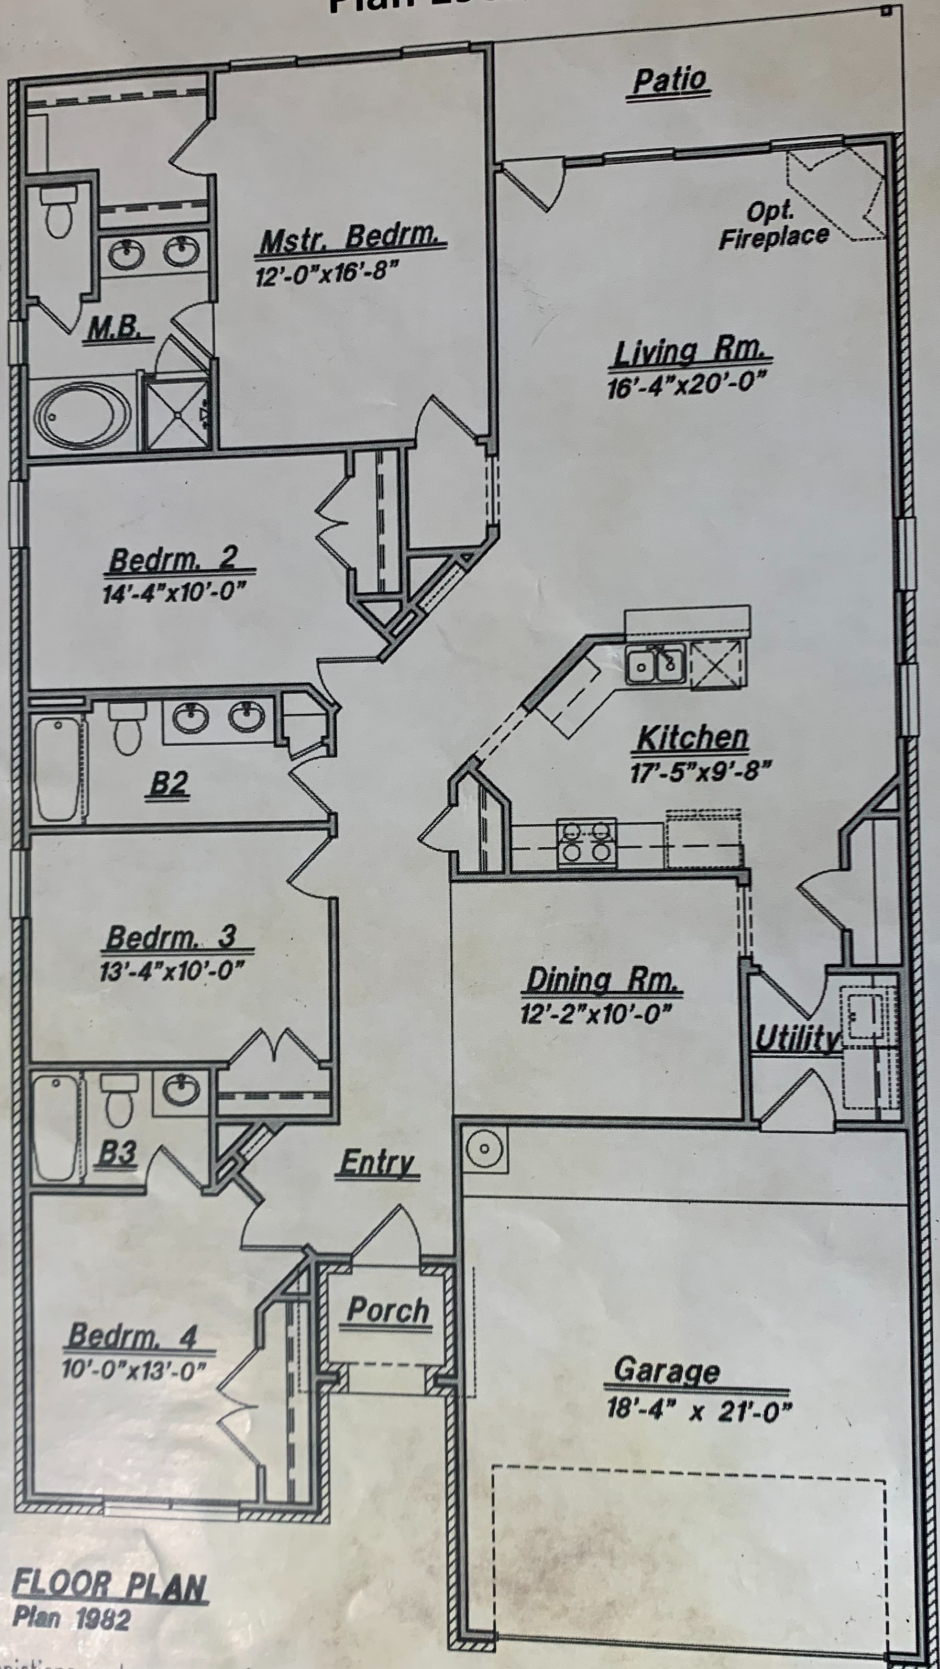 Plan
Patio
Opt.
Fireplace
Mstr. Bedrm.
12'-0"x16'-8"
M.B.
Living Rm.
16'-4"x20'-0"
Bedrm. 2
14'-4"x10'-0"
Kitchen
17'-5"x9'-8"
B2
Bedrm. 3
13'-4"x10'-0"
Dining Rm.
12'-2"x10'-0"
Utility
B3
Entry
Porch
Bedrm. 4
10'-0"x13'-0"
Garage
18'-4" x 21'-0"
FLOOR PLAN
Plan 1982